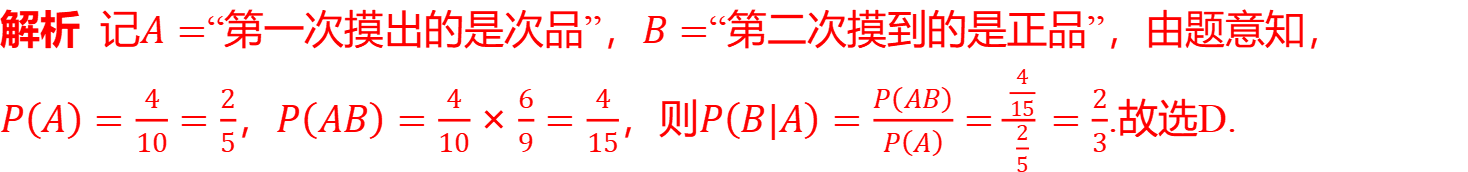 解析 记A =“第一次摸出的是次品”，B =“第二次摸到的是正品”，由题意知，
P(A) = 4/10 = 2/5，P(AB) = 4/10 × 6/9 = 4/15，则P(B|A) = P(AB)/P(A) = (4/15)/(2/5) = 2/3.故选D.